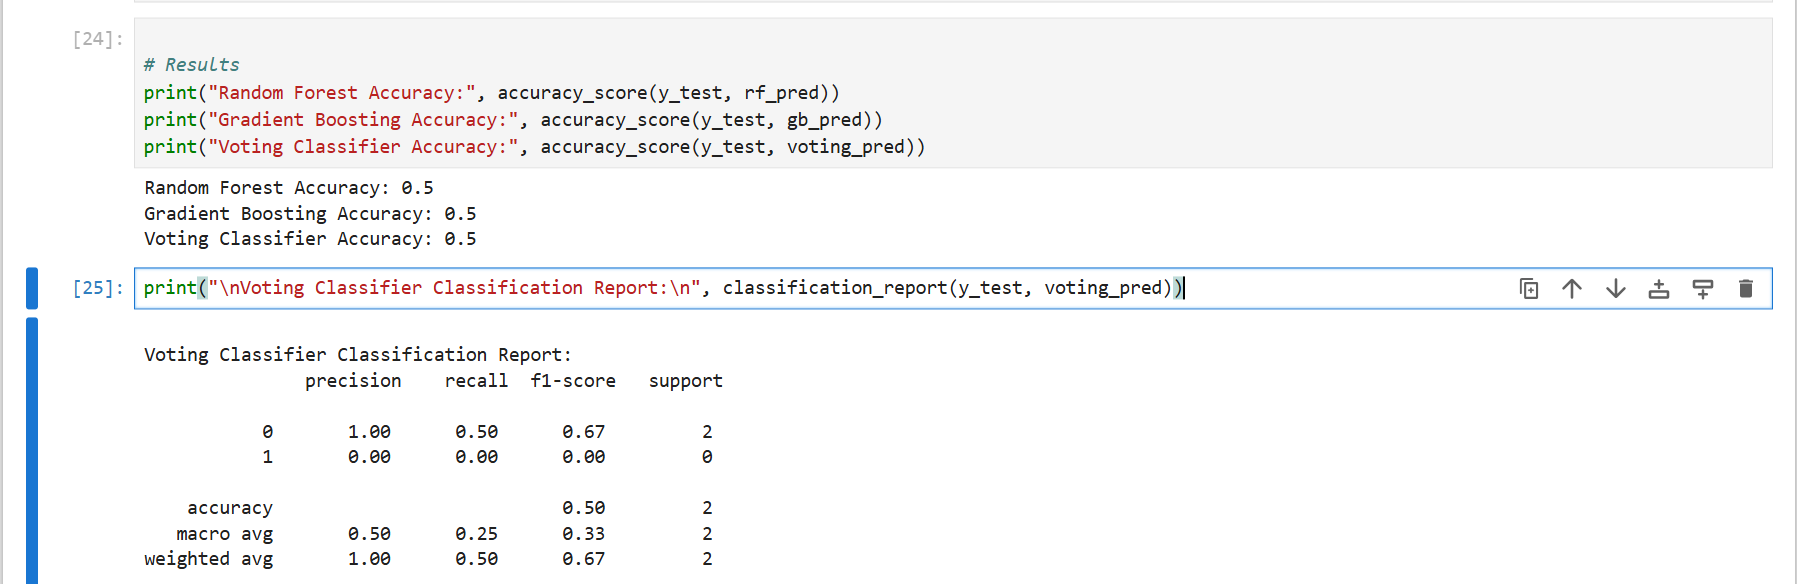 [24]:
# Results
print("Random Forest Accuracy:", accuracy_score(y_test, rf_pred))
print("Gradient Boosting Accuracy:", accuracy_score(y_test, gb_pred))
print("Voting Classifier Accuracy:", accuracy_score(y_test, voting_pred))
Random Forest Accuracy: 0.5
Gradient Boosting Accuracy: 0.5
Voting Classifier Accuracy: 0.5
[25]: print("\nVoting Classifier Classification Report:\n", classification_report(y_test, voting_pred))
Voting Classifier Classification Report:
precision recall f1-score support
0 1.00 0.50 0.67 2
1 0.00 0.00 0.00 0
accuracy 0.50 2
macro avg 0.50 0.25 0.33 2
weighted avg 1.00 0.50 0.67 2